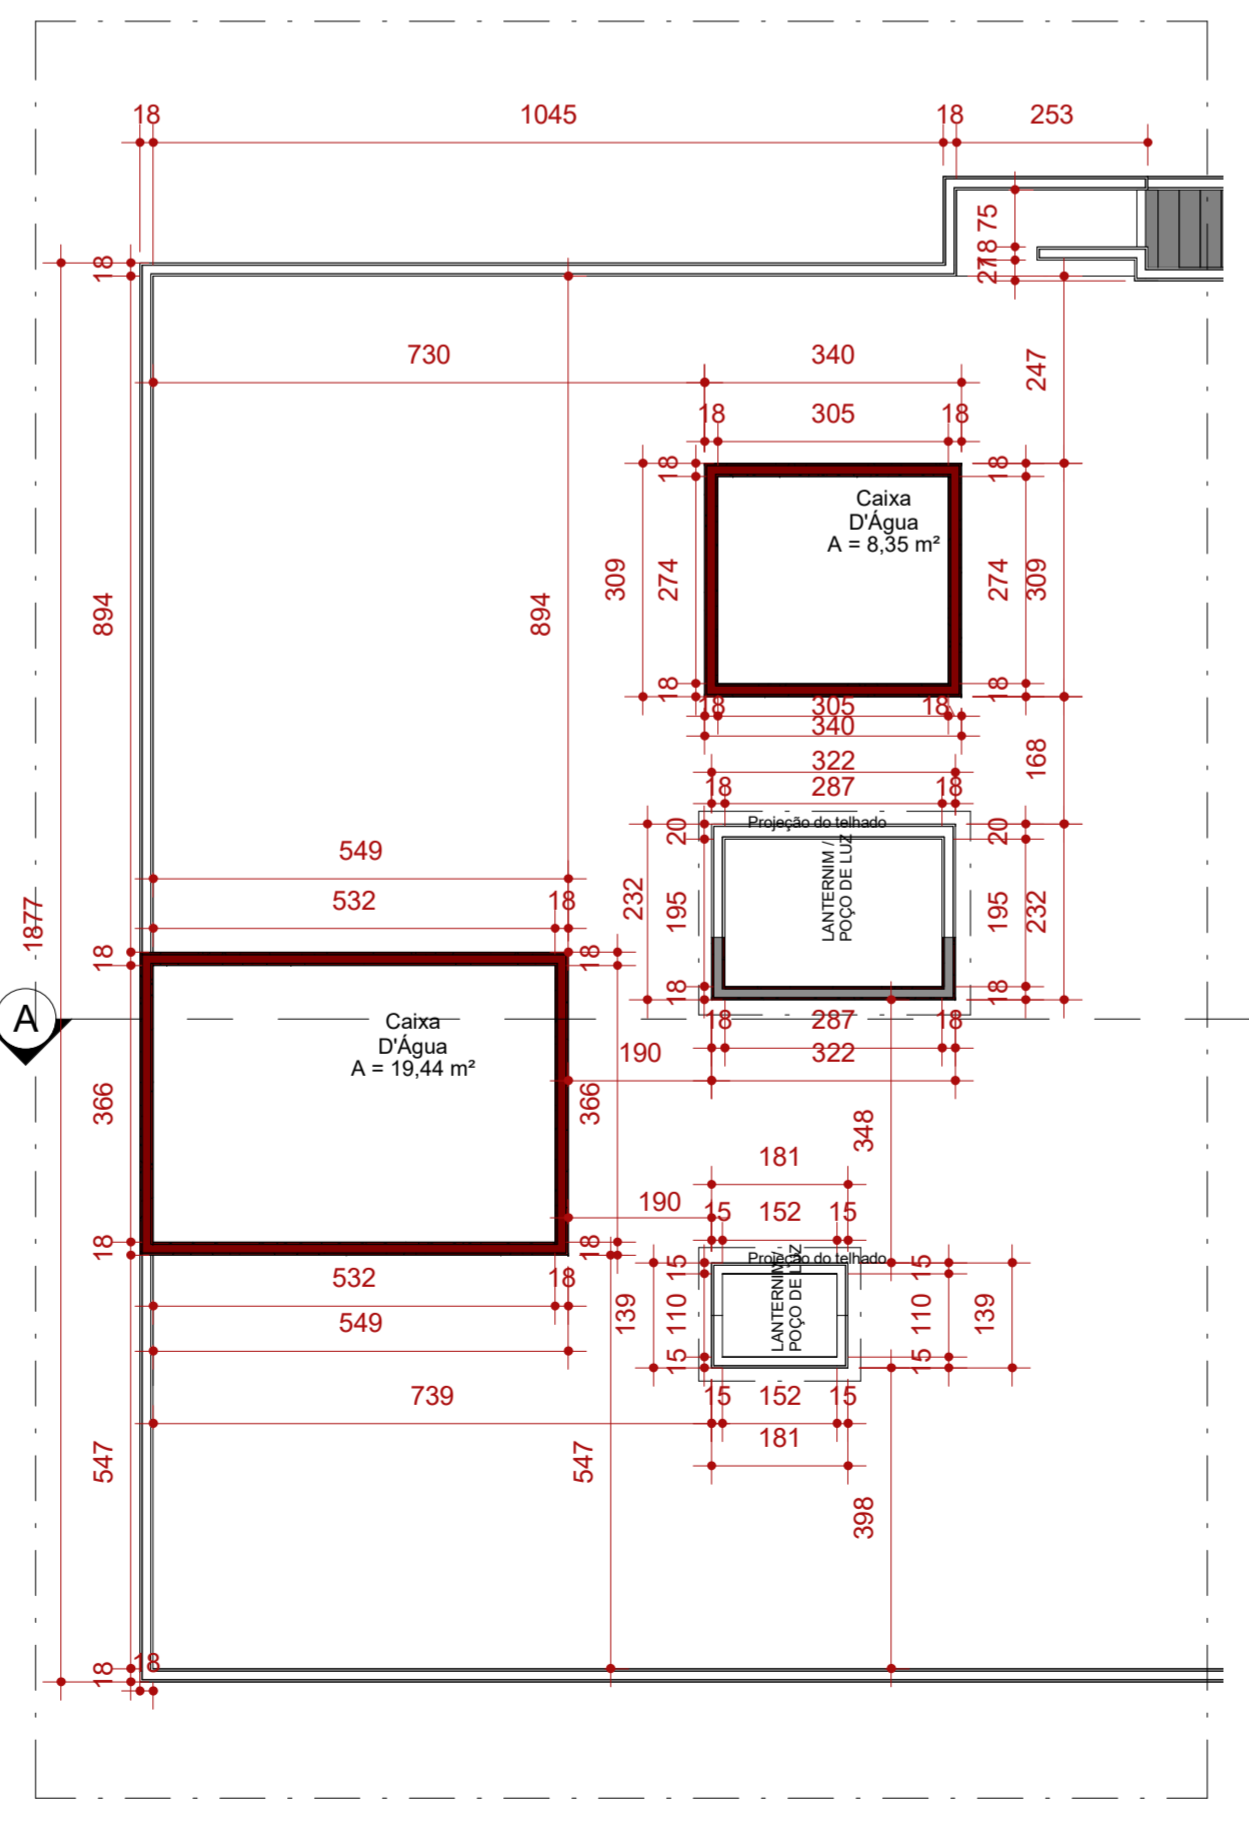 18 1045 18 253
75
18
27
18
730 340
247
18 305 18
18 18
Caixa
D'Água
A = 8,35 m²
309 274 274 309
894 894
18 18
18 305 18
340
322
168
18 287 18
Projeção do telhado
20 20
LANTERNIM /
POÇO DE LUZ
549
532 18
232 195 195 232
1877
18 18
18 18
A
Caixa
D'Água
A = 19,44 m²
18 287 18
190 322
366 366
348
181
190
15 152 15
18 18
Projeção do telhado
15 15
LANTERNIM /
POÇO DE LUZ
532 18
549
139 110 110 139
15 15
739
15 152 15
181
547 547
398
18 18